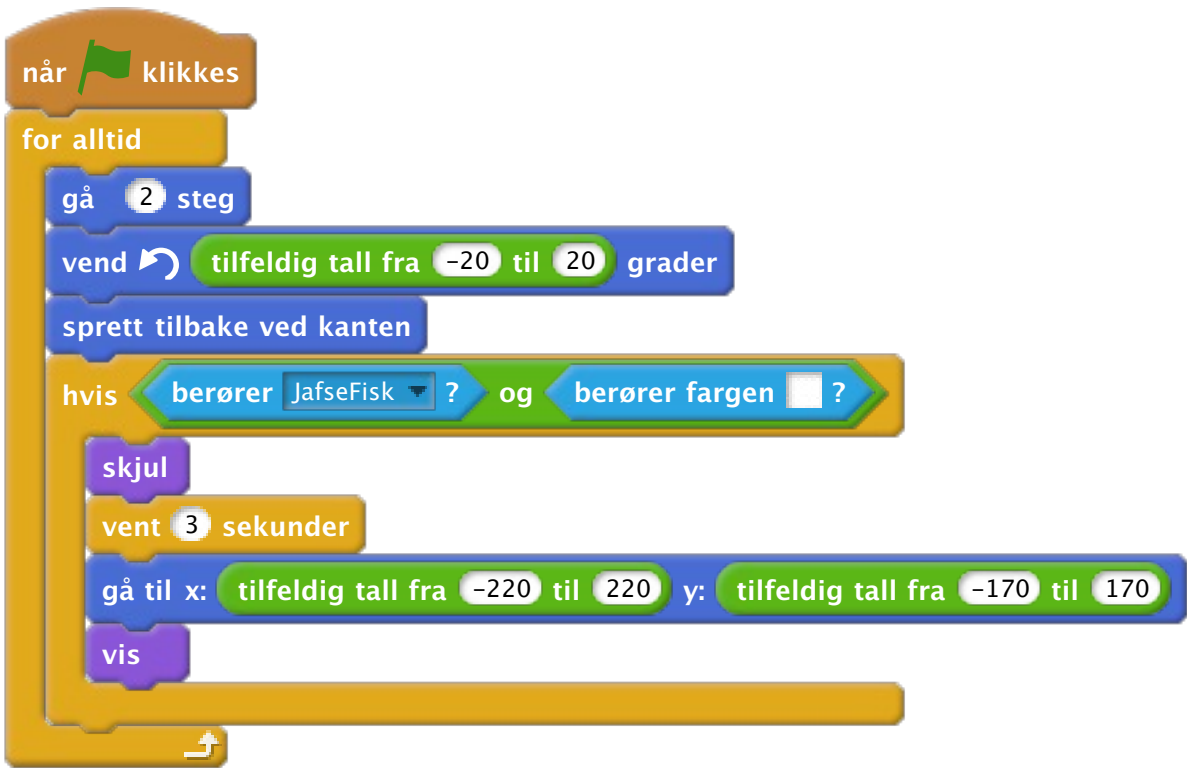 når klikkes
for alltid
gå 2 steg
vend tilfeldig tall fra -20 til 20 grader
sprett tilbake ved kanten
hvis berører JafseFisk ? og berører fargen ?
skjul
vent 3 sekunder
gå til x: tilfeldig tall fra -220 til 220 y: tilfeldig tall fra -170 til 170
vis